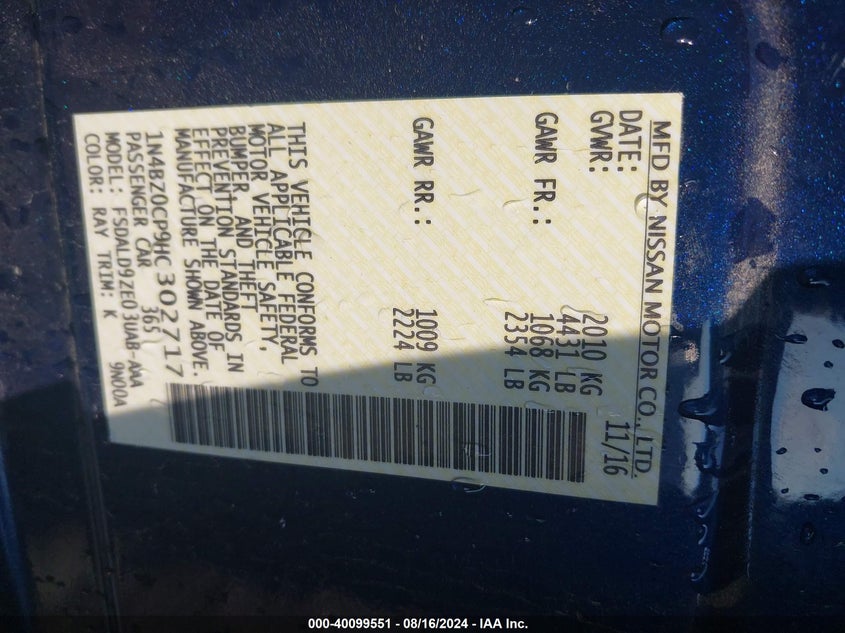 MFD BY NISSAN MOTOR CO., LTD.
DATE: 11/16
GVWR: 2010 KG
4431 LB
GAWR FR.: 1068 KG
2354 LB
GAWR RR.: 1009 KG
2224 LB
THIS VEHICLE CONFORMS TO
ALL APPLICABLE FEDERAL
MOTOR VEHICLE SAFETY,
BUMPER, AND THEFT
PREVENTION STANDARDS IN
EFFECT ON THE DATE OF
MANUFACTURE SHOWN ABOVE.
1N4BZ0CP9HC302717
PASSENGER CAR 365
MODEL: FSDALD9ZE03UAB-AAA
COLOR: RAY TRIM: K 9N00A
000-40099551 - 08/16/2024 - IAA Inc.